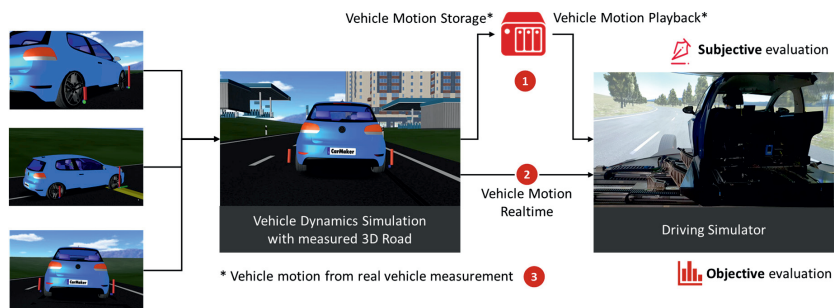 Vehicle Motion Storage*
Vehicle Motion Playback*
1
Subjective evaluation
CarMaker
CarMaker
2
Vehicle Motion
Realtime
Vehicle Dynamics Simulation
with measured 3D Road
Driving Simulator
* Vehicle motion from real vehicle measurement 3
Objective evaluation